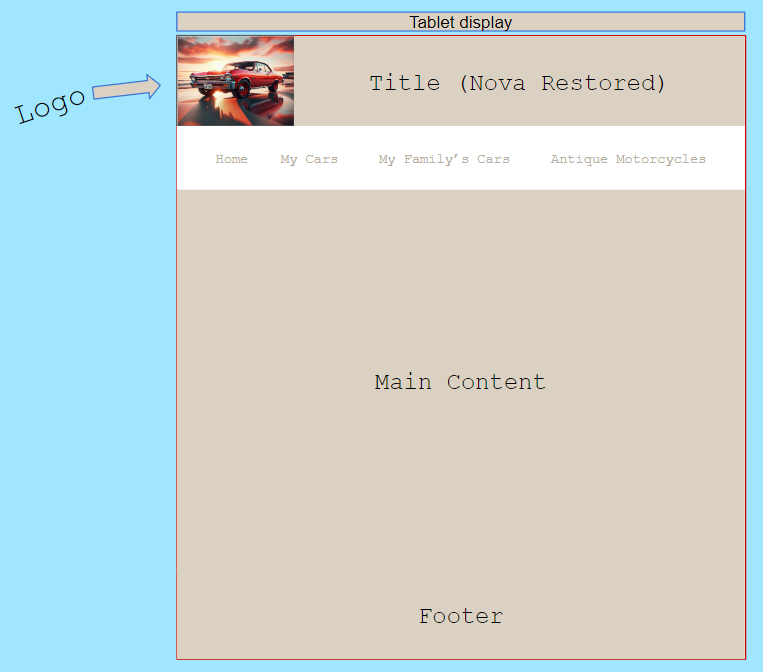 Tablet display
Logo
Title (Nova Restored)
Home My Cars My Family’s Cars Antique Motorcycles
Main Content
Footer